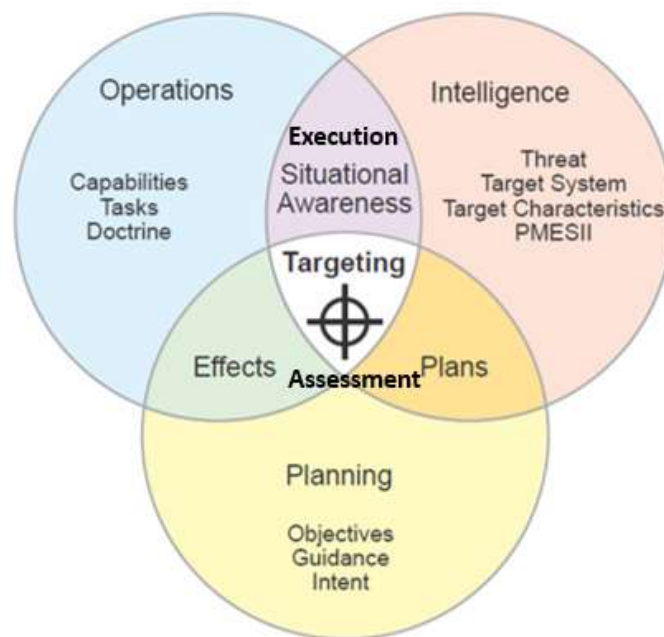 Operations
Capabilities
Tasks
Doctrine
Intelligence
Threat
Target System
Target Characteristics
PMESII
Execution
Situational
Awareness
Targeting
Effects
Assessment
Plans
Planning
Objectives
Guidance
Intent